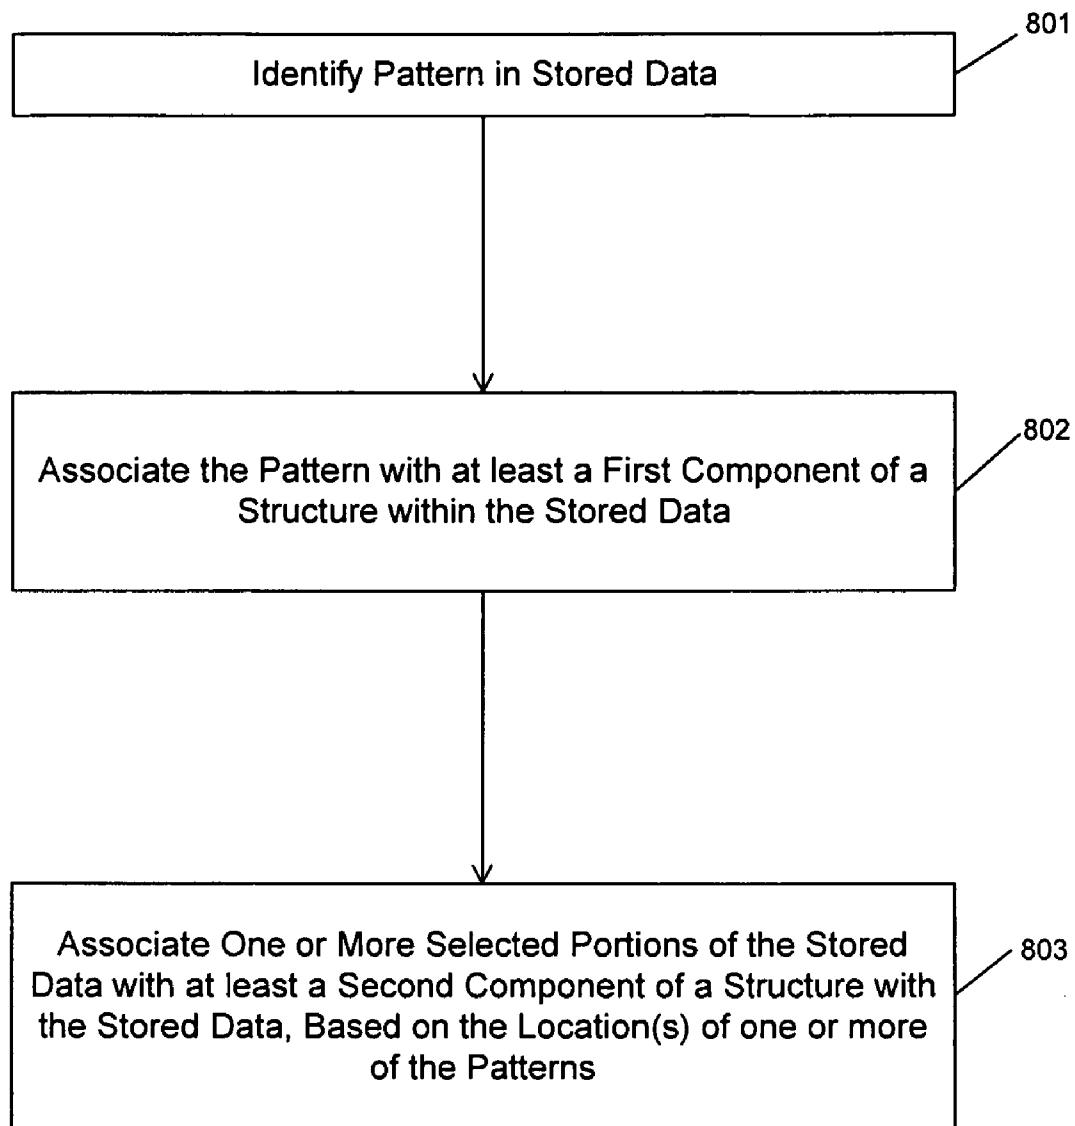 801
Identify Pattern in Stored Data
802
Associate the Pattern with at least a First Component of a
Structure within the Stored Data
803
Associate One or More Selected Portions of the Stored
Data with at least a Second Component of a Structure with
the Stored Data, Based on the Location(s) of one or more
of the Patterns